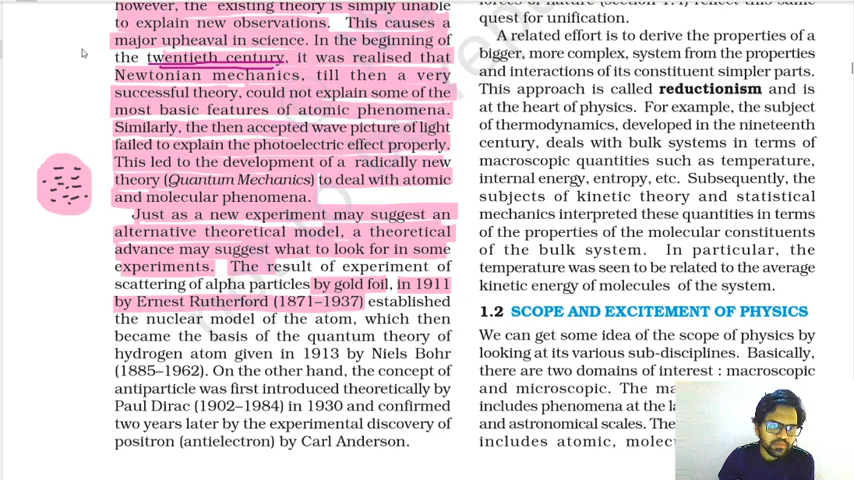 however, the existing theory is simply unable
to explain new observations. This causes a
major upheaval in science. In the beginning of
the twentieth century, it was realised that
Newtonian mechanics, till then a very
successful theory, could not explain some of the
most basic features of atomic phenomena.
Similarly, the then accepted wave picture of light
failed to explain the photoelectric effect properly.
This led to the development of a radically new
theory (Quantum Mechanics) to deal with atomic
and molecular phenomena.
Just as a new experiment may suggest an
alternative theoretical model, a theoretical
advance may suggest what to look for in some
experiments. The result of experiment of
scattering of alpha particles by gold foil, in 1911
by Ernest Rutherford (1871–1937) established
the nuclear model of the atom, which then
became the basis of the quantum theory of
hydrogen atom given in 1913 by Niels Bohr
(1885–1962). On the other hand, the concept of
antiparticle was first introduced theoretically by
Paul Dirac (1902–1984) in 1930 and confirmed
two years later by the experimental discovery of
positron (antielectron) by Carl Anderson.
quest for unification.
A related effort is to derive the properties of a
bigger, more complex, system from the properties
and interactions of its constituent simpler parts.
This approach is called reductionism and is
at the heart of physics. For example, the subject
of thermodynamics, developed in the nineteenth
century, deals with bulk systems in terms of
macroscopic quantities such as temperature,
internal energy, entropy, etc. Subsequently, the
subjects of kinetic theory and statistical
mechanics interpreted these quantities in terms
of the properties of the molecular constituents
of the bulk system. In particular, the
temperature was seen to be related to the average
kinetic energy of molecules of the system.
1.2 SCOPE AND EXCITEMENT OF PHYSICS
We can get some idea of the scope of physics by
looking at its various sub-disciplines. Basically,
there are two domains of interest : macroscopic
and microscopic. The
includes phenomena at the
and astronomical scales. The
includes atomic,